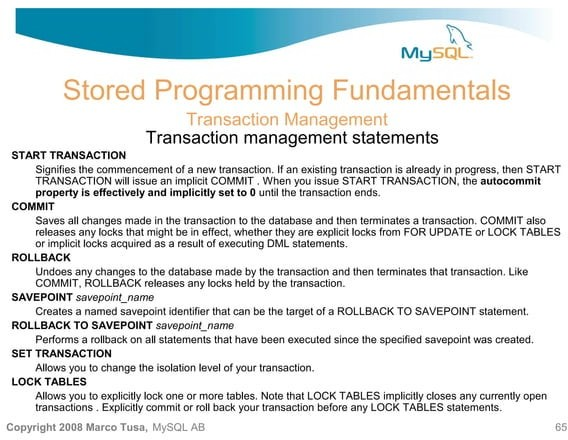 MySQL
Stored Programming Fundamentals
Transaction Management
Transaction management statements
START TRANSACTION
Signifies the commencement of a new transaction. If an existing transaction is already in progress, then START
TRANSACTION will issue an implicit COMMIT . When you issue START TRANSACTION, the autocommit
property is effectively and implicitly set to 0 until the transaction ends.
COMMIT
Saves all changes made in the transaction to the database and then terminates a transaction. COMMIT also
releases any locks that might be in effect, whether they are explicit locks from FOR UPDATE or LOCK TABLES
or implicit locks acquired as a result of executing DML statements.
ROLLBACK
Undoes any changes to the database made by the transaction and then terminates that transaction. Like
COMMIT, ROLLBACK releases any locks held by the transaction.
SAVEPOINT savepoint_name
Creates a named savepoint identifier that can be the target of a ROLLBACK TO SAVEPOINT statement.
ROLLBACK TO SAVEPOINT savepoint_name
Performs a rollback on all statements that have been executed since the specified savepoint was created.
SET TRANSACTION
Allows you to change the isolation level of your transaction.
LOCK TABLES
Allows you to explicitly lock one or more tables. Note that LOCK TABLES implicitly closes any currently open
transactions . Explicitly commit or roll back your transaction before any LOCK TABLES statements.
Copyright 2008 Marco Tusa, MySQL AB
65